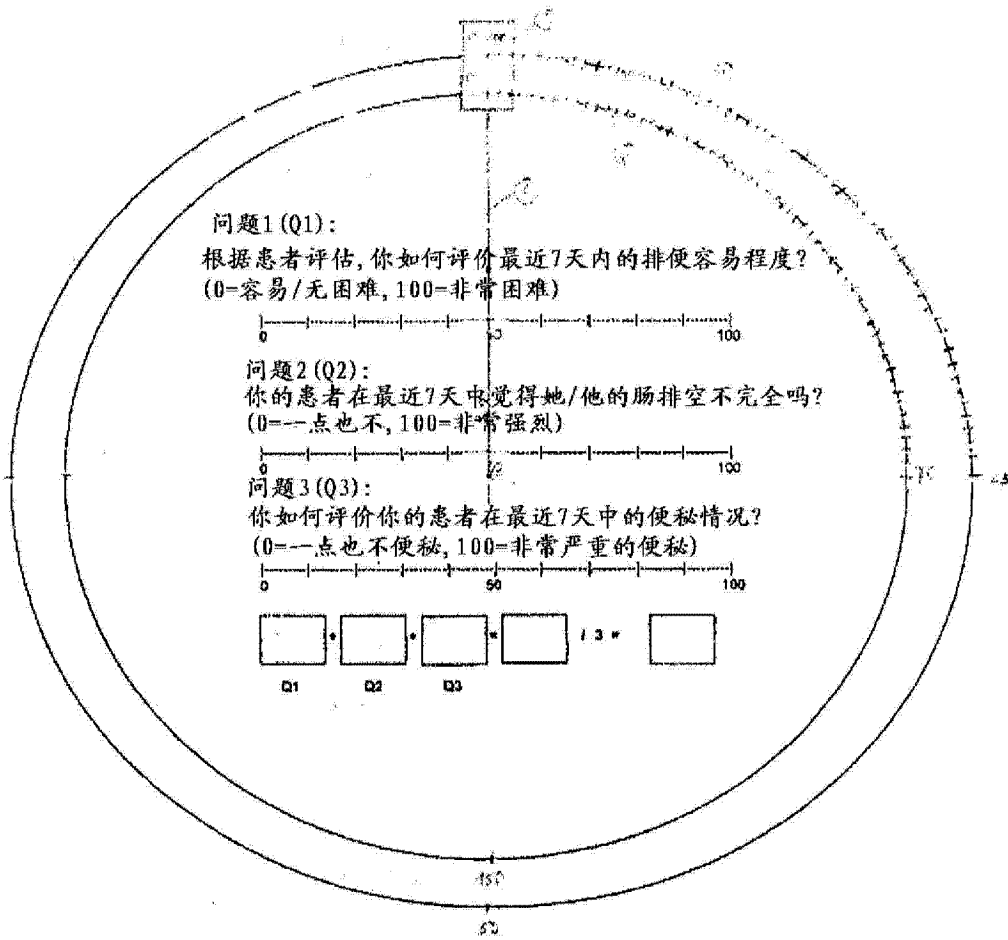 问题1(Q1):
根据患者评估,你如何评价最近7天内的排便容易程度?
(0=容易/无困难,100=非常困难)
0 100
问题2(Q2):
你的患者在最近7天中觉得她/他的肠排空不完全吗?
(0=一点也不,100=非常强烈)
0 100
问题3(Q3):
你如何评价你的患者在最近7天中的便秘情况?
(0=一点也不便秘,100=非常严重的便秘)
0 50 100
/ 3 =
Q1 Q2 Q3
150
50